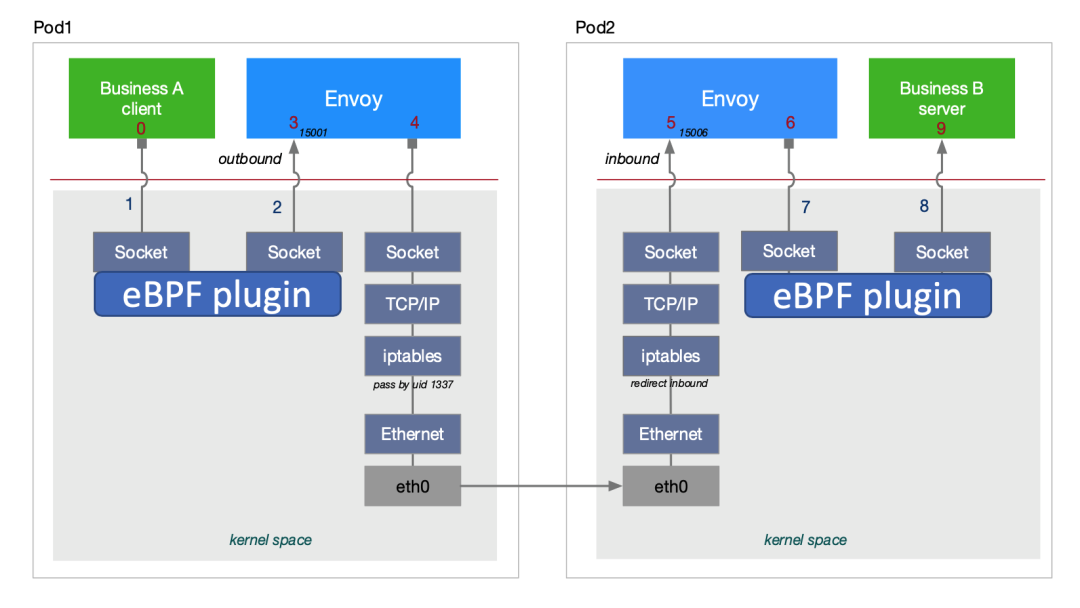 Pod1
Business A
client
0
Envoy
3
15001
4
outbound
1
2
Socket
Socket
Socket
eBPF plugin
TCP/IP
iptables
pass by uid 1337
Ethernet
eth0
kernel space
Pod2
Envoy
5
15006
6
Business B
server
9
inbound
7
8
Socket
Socket
Socket
eBPF plugin
TCP/IP
iptables
redirect inbound
Ethernet
eth0
kernel space